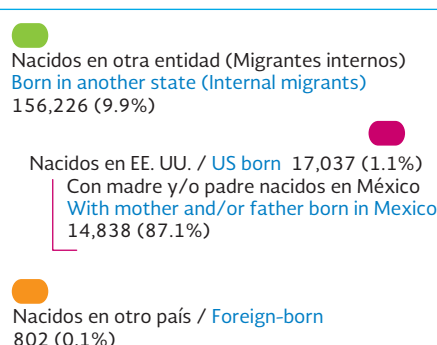 Nacidos en otra entidad (Migrantes internos)
Born in another state (Internal migrants)
156,226 (9.9%)
Nacidos en EE. UU. / US born 17,037 (1.1%)
Con madre y/o padre nacidos en México
With mother and/or father born in Mexico
14,838 (87.1%)
Nacidos en otro país / Foreign-born
802 (0.1%)